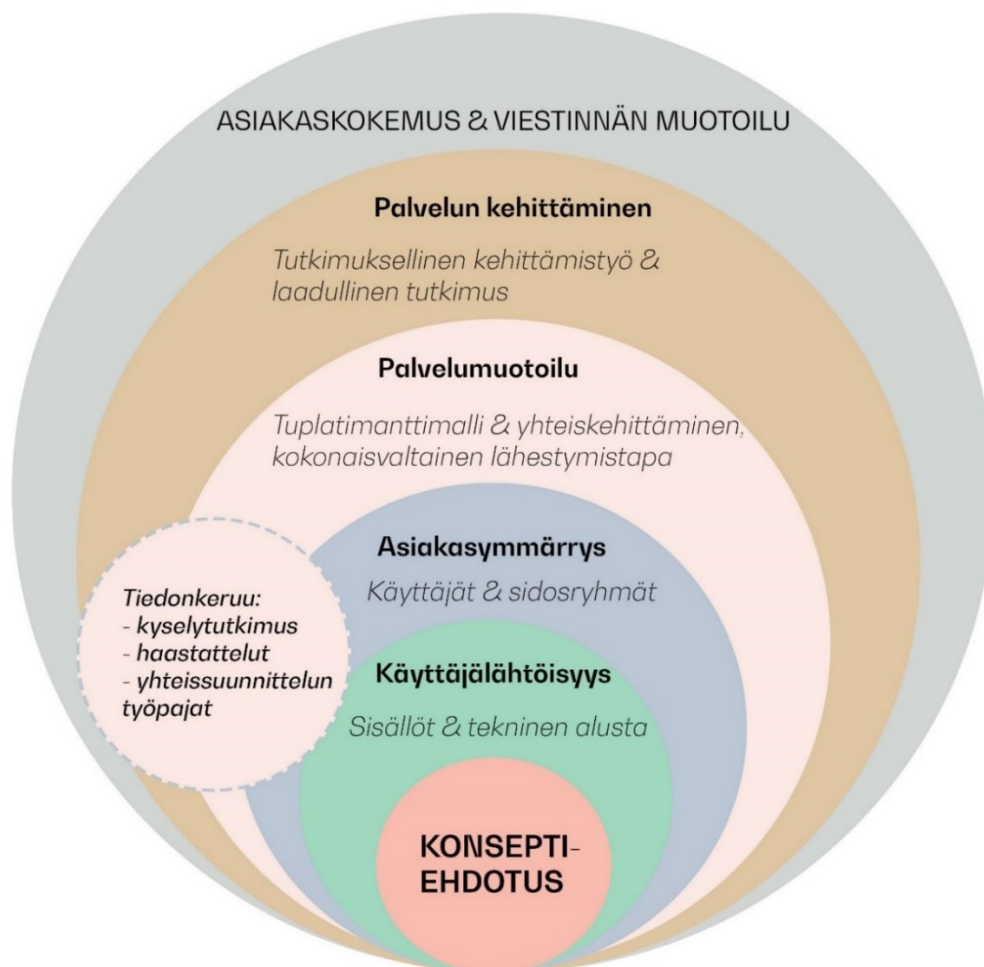 ASIAKASKOKEMUS & VIESTINNÄN MUOTOILU
Palvelun kehittäminen
Tutkimuksellinen kehittämistyö &
laadullinen tutkimus
Palvelumuotoilu
Tuplatimanttimalli & yhteiskehittäminen,
kokonaisvaltainen lähestymistapa
Asiakasymmärrys
Käyttäjät & sidosryhmät
Tiedonkeruu:
- kyselytutkimus
- haastattelut
- yhteissuunnittelun
työpajat
Käyttäjälähtöisyys
Sisällöt & tekninen alusta
KONSEPTI-
EHDOTUS